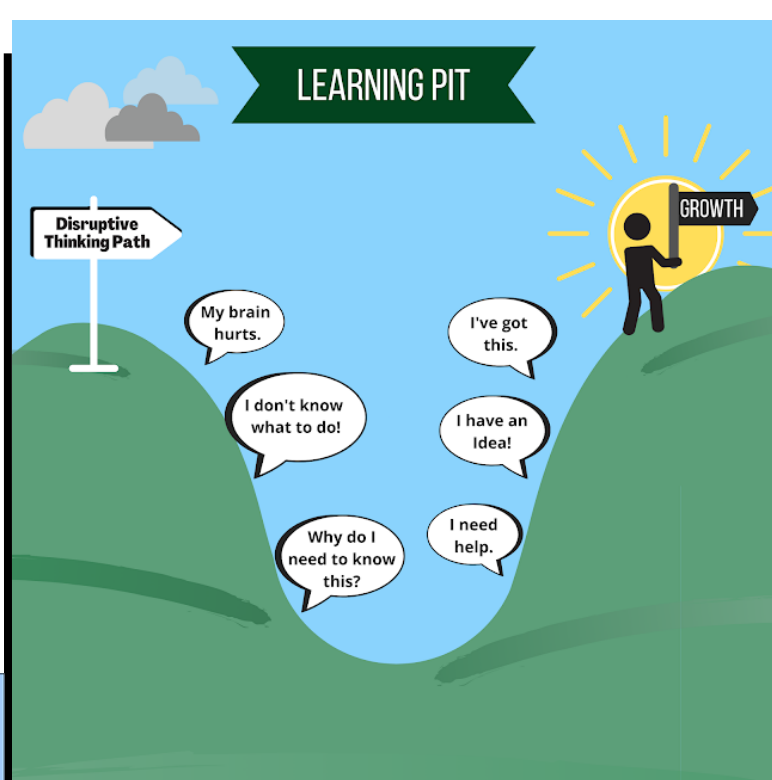 LEARNING PIT
Disruptive
Thinking Path
GROWTH
My brain
hurts.
I don't know
what to do!
Why do I
need to know
this?
I need
help.
I have an
Idea!
I've got
this.